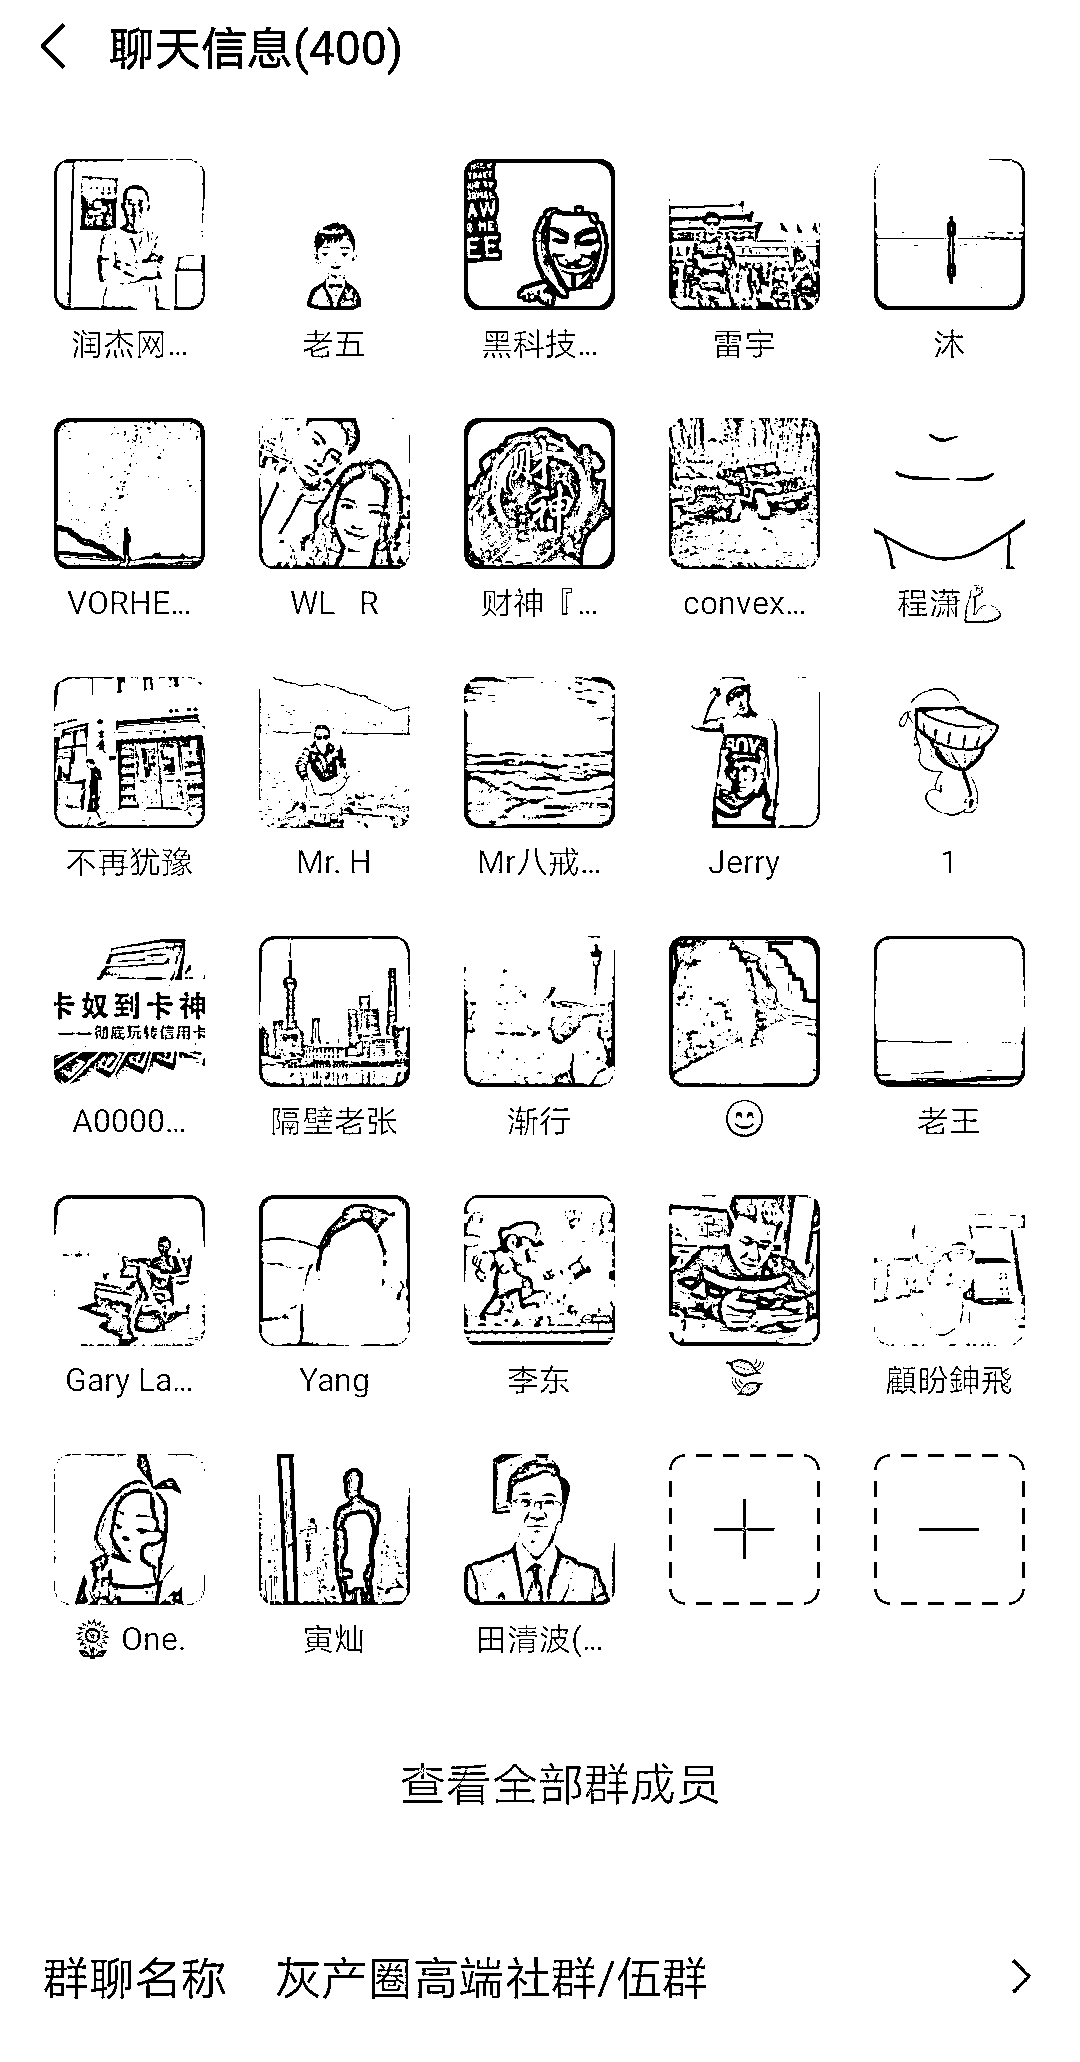 聊天信息(400)
AW
EE
润杰网... 老五 黑科技... 雷宇 沐
财神
VORHE... WL R 财神『... convex... 程潇💪
不再犹豫 Mr. H Mr八戒... Jerry 1
卡奴到卡神
——彻底玩转信用卡
A0000... 隔壁老张 渐行 😊 老王
Gary La... Yang 李东 🍃 顧盼鉮飛
🌻 One. 寅灿 田清波(...
查看全部群成员
群聊名称 灰产圈高端社群/伍群